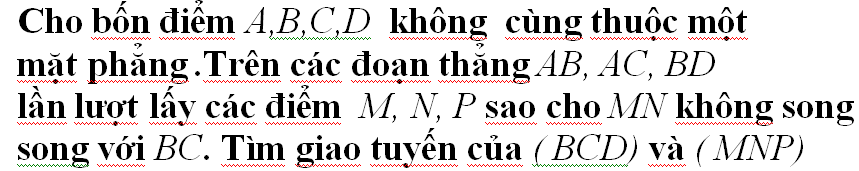 Cho bốn điểm A,B,C,D không cùng thuộc một
mặt phẳng.Trên các đoạn thẳng AB, AC, BD
lần lượt lấy các điểm M, N, P sao cho MN không song
song với BC. Tìm giao tuyến của ( BCD) và ( MNP)